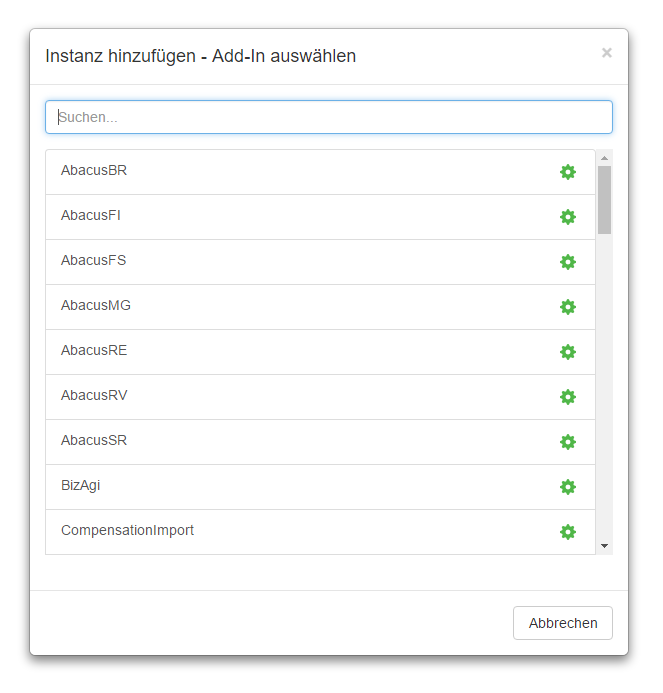 Instanz hinzufügen - Add-In auswählen
×
Suchen...
AbacusBR
AbacusFI
AbacusFS
AbacusMG
AbacusRE
AbacusRV
AbacusSR
BizAgi
CompensationImport
Abbrechen